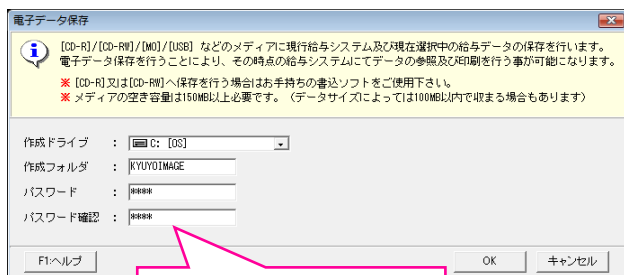 電子データ保存
[CD-R]/[CD-RW]/[MO]/[USB] などのメディアに現行給与システム及び現在選択中の給与データの保存を行います。
電子データ保存を行うことにより、その時点の給与システムにてデータの参照及び印刷を行う事が可能になります。
※ [CD-R]又は[CD-RW]へ保存を行う場合はお手持ちの書込ソフトをご使用下さい。
※ メディアの空き容量は150MB以上必要です。（データサイズによっては100MB以内で収まる場合もあります）
作成ドライブ : C: [OS]
作成フォルダ : KYUYOIMAGE
パスワード : ****
パスワード確認 : ****
F1:ヘルプ OK キャンセル